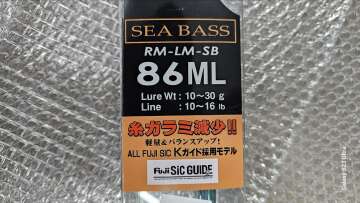 SEA BASS
RM-LM-SB
86ML
Lure Wt : 10～30 g
Line : 10～16 lb
糸ガラミ減少!!
軽量&バランスアップ!
ALL FUJI SiC Kガイド採用モデル
Fuji SiC GUIDE